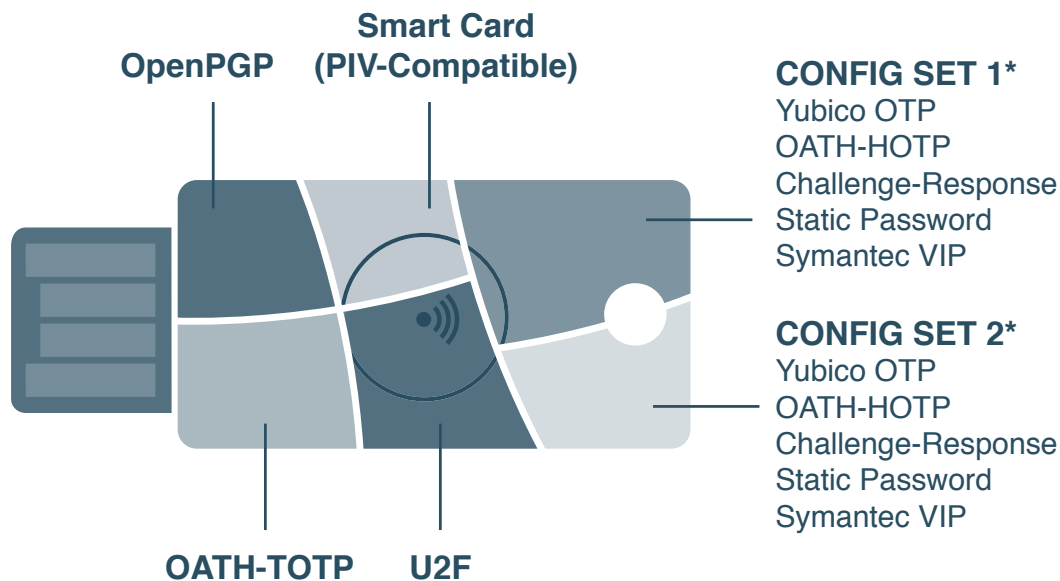 OpenPGP
Smart Card
(PIV-Compatible)
CONFIG SET 1*
Yubico OTP
OATH-HOTP
Challenge-Response
Static Password
Symantec VIP
CONFIG SET 2*
Yubico OTP
OATH-HOTP
Challenge-Response
Static Password
Symantec VIP
OATH-TOTP
U2F